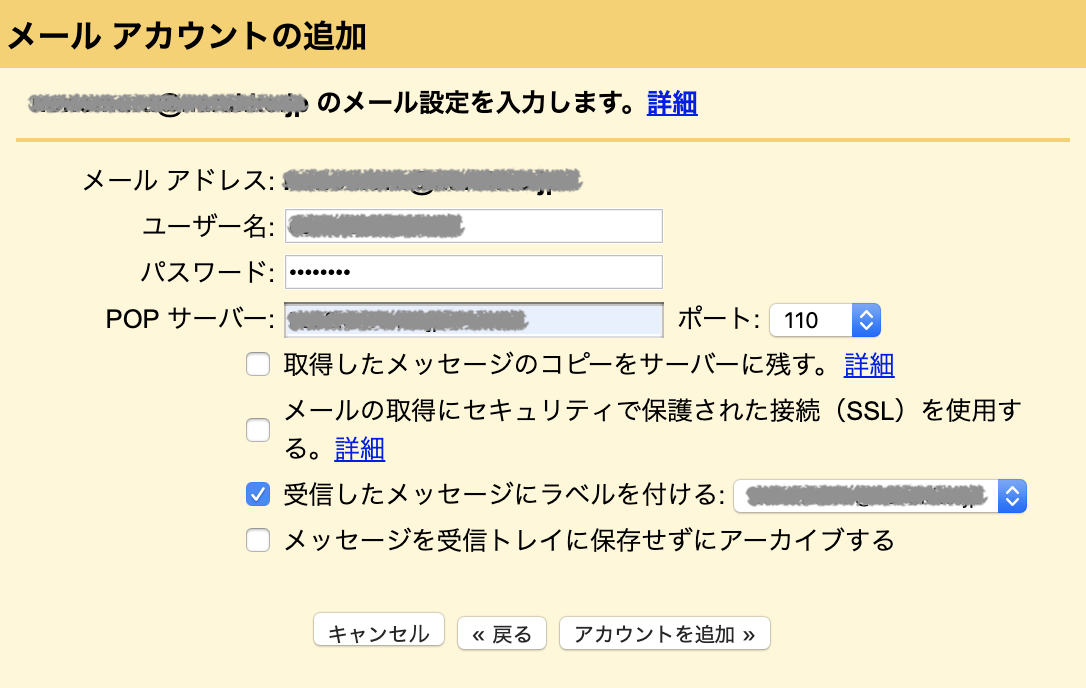 メール アカウントの追加
のメール設定を入力します。詳細
メール アドレス:
ユーザー名:
パスワード: ••••••••
POP サーバー: ポート: 110
取得したメッセージのコピーをサーバーに残す。 詳細
メールの取得にセキュリティで保護された接続（SSL）を使用す
る。詳細
受信したメッセージにラベルを付ける:
メッセージを受信トレイに保存せずにアーカイブする
キャンセル « 戻る アカウントを追加 »